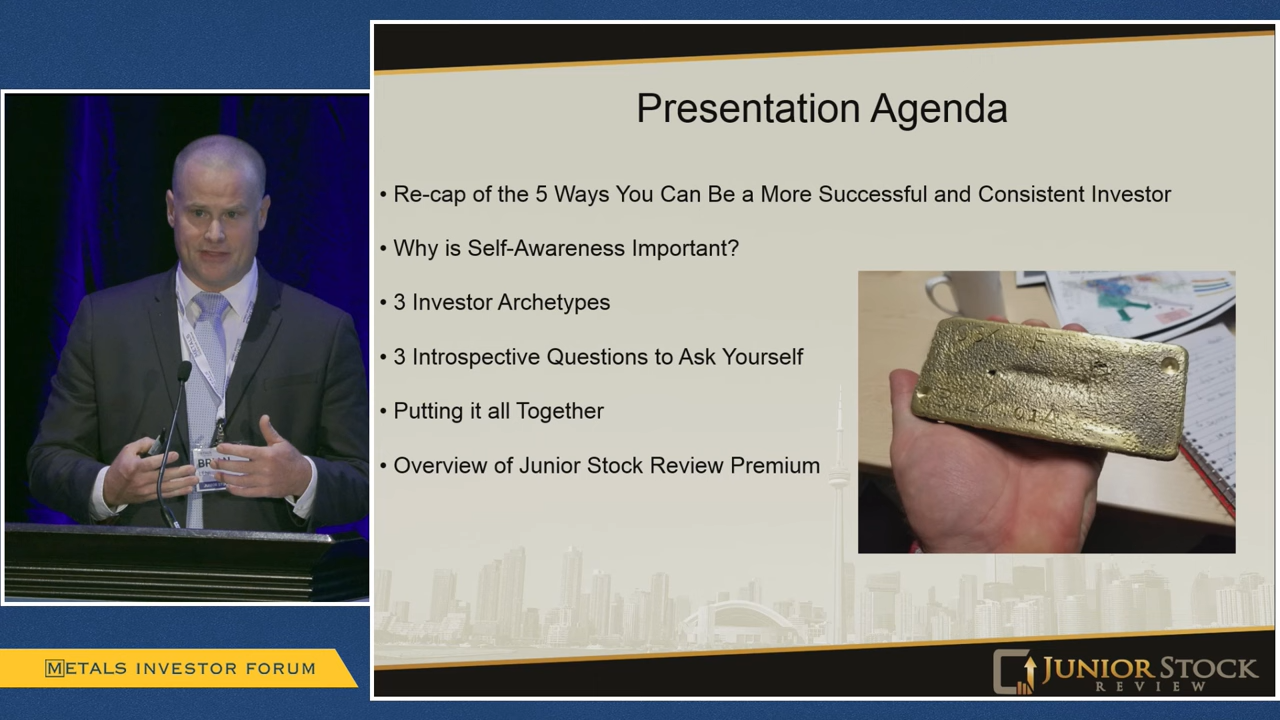 Presentation Agenda
• Re-cap of the 5 Ways You Can Be a More Successful and Consistent Investor
• Why is Self-Awareness Important?
• 3 Investor Archetypes
• 3 Introspective Questions to Ask Yourself
• Putting it all Together
• Overview of Junior Stock Review Premium
METALS INVESTOR FORUM
JUNIOR STOCK
REVIEW